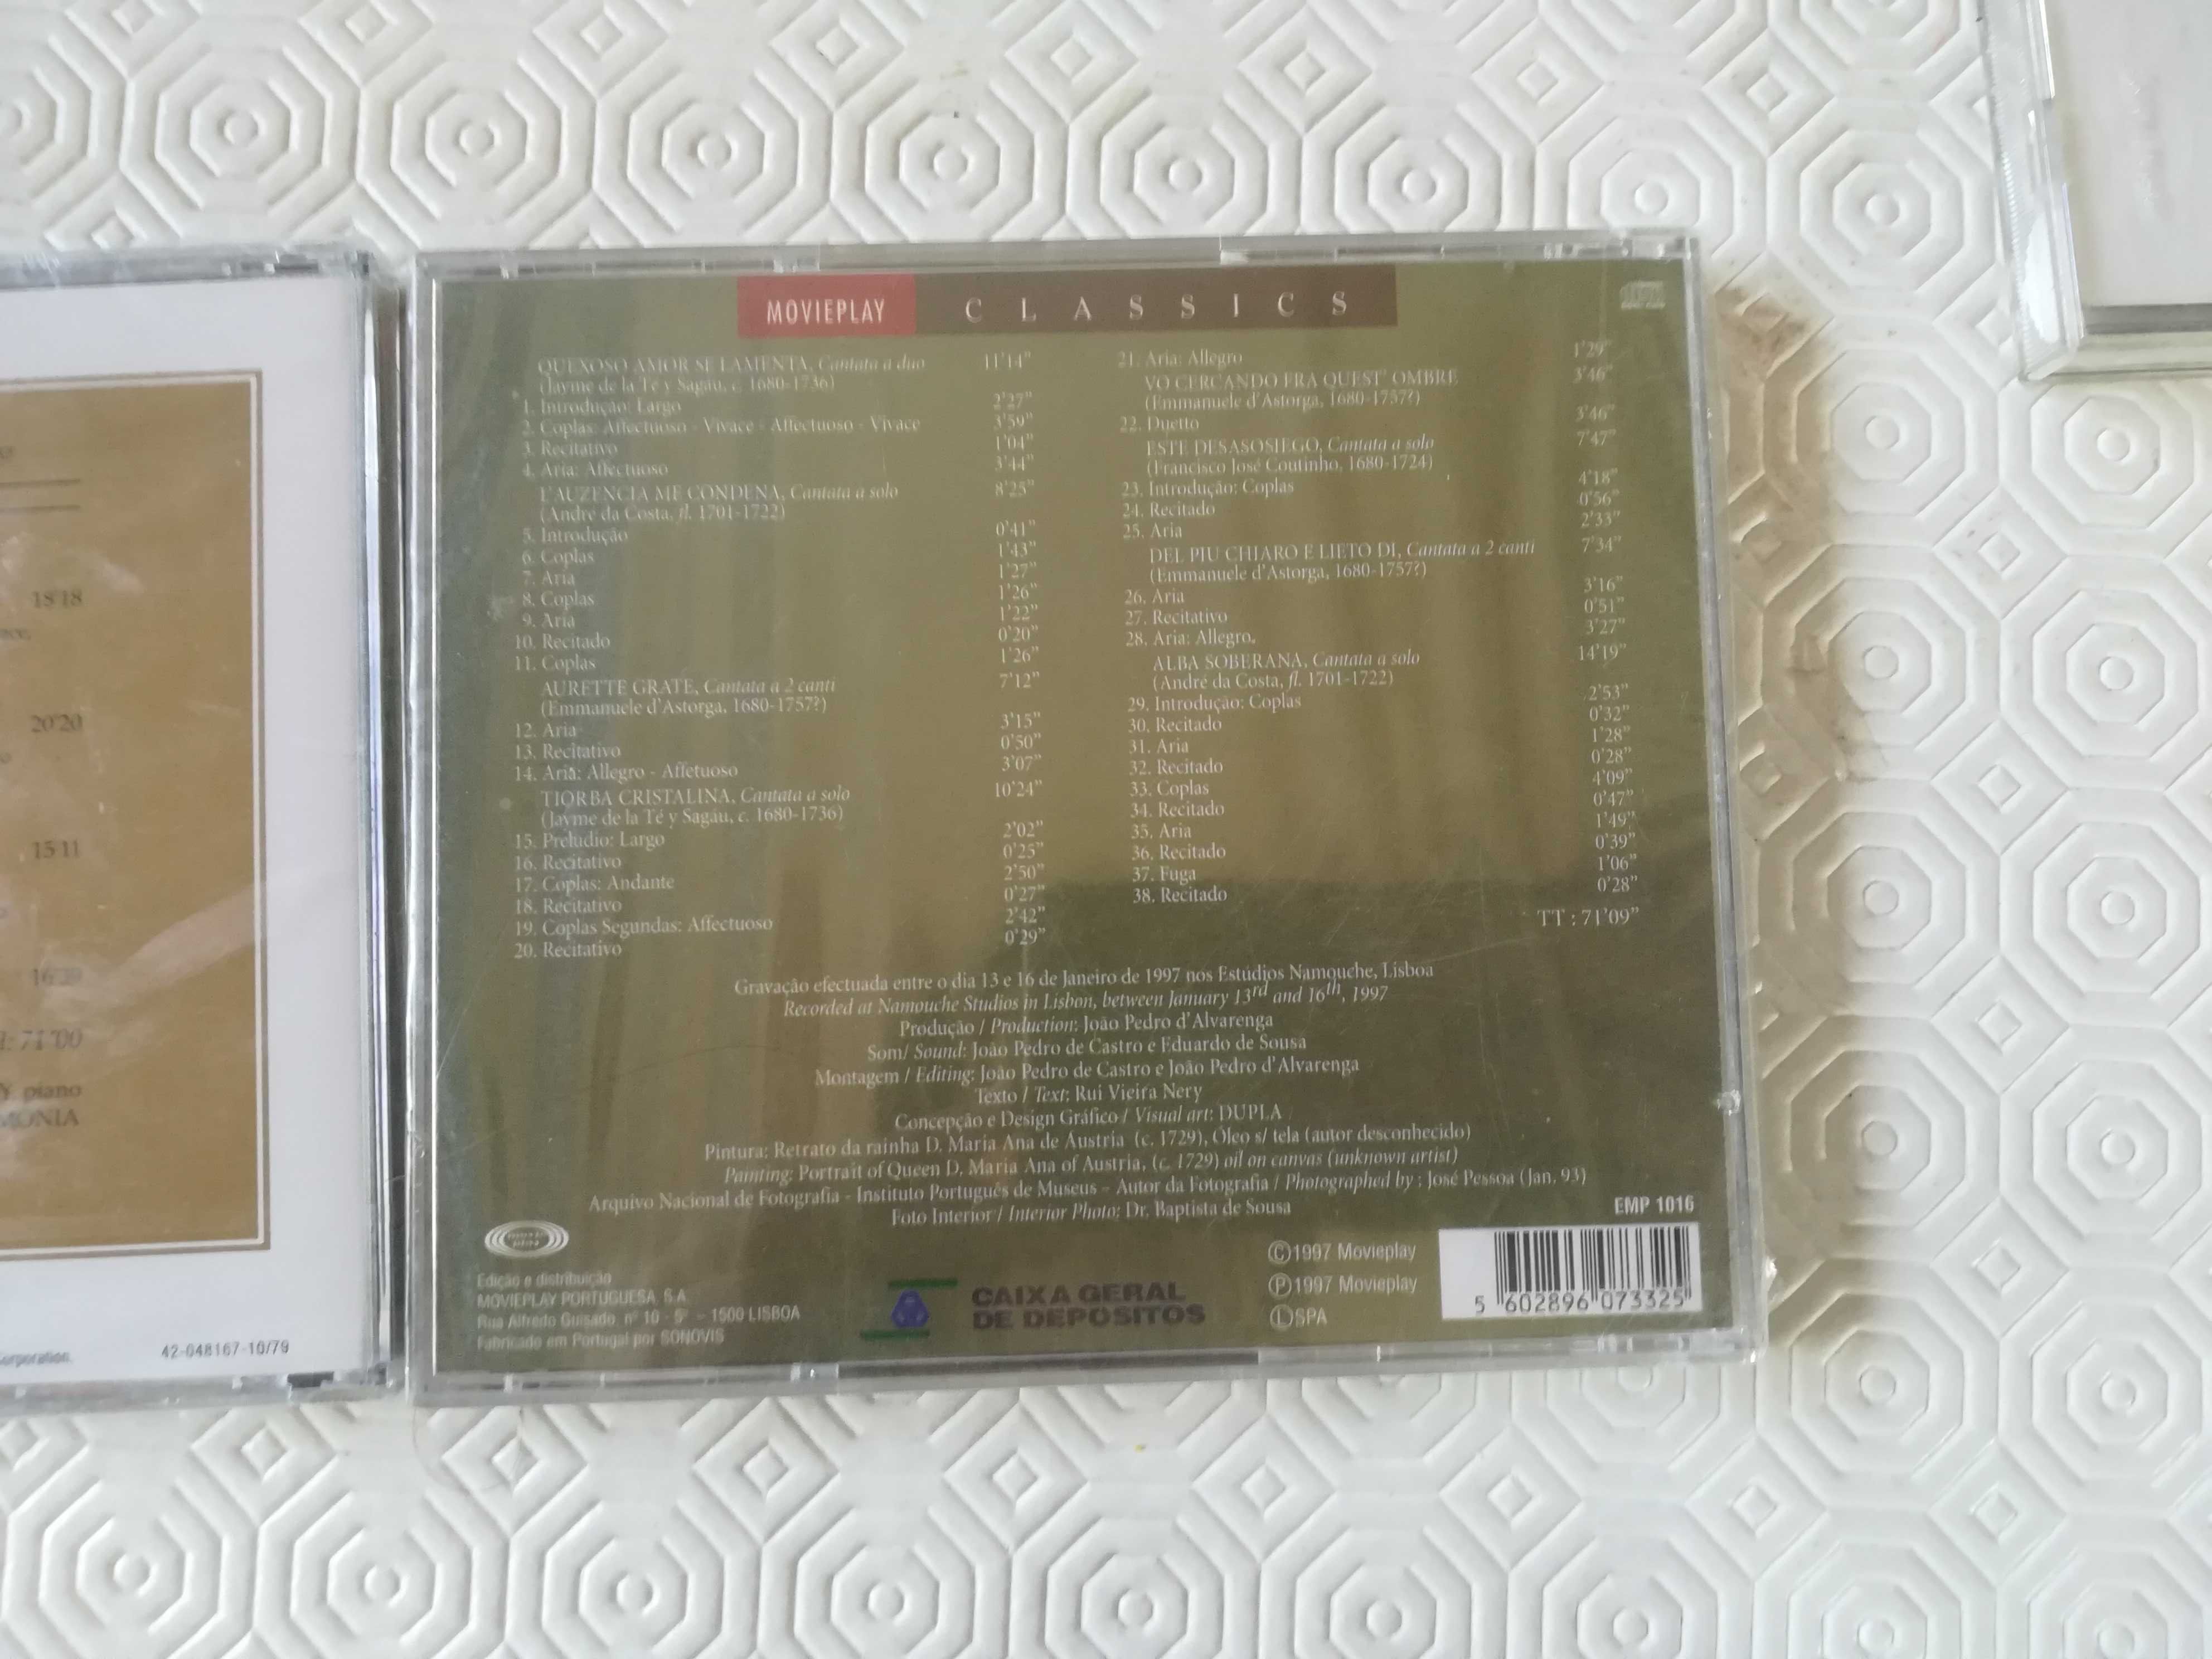 18'18
20'20
15'11
16'39
71'00
piano
42-048167-10/79
MOVIEPLAY CLASSICS
QUEXOSO AMOR SE LAMENTA, Cantata a duo 11'14"
(Jayme de la Tê y Sagau, c. 1680-1736)
1. Introdução: Largo 2'27"
2. Coplas: Affectuoso - Vivace - Affectuoso - Vivace 3'59"
3. Recitativo 1'04"
4. Aria: Affectuoso 3'44"
L'AUZENCIA ME CONDENA, Cantata a solo 8'25"
(André da Costa, fl. 1701-1722)
5. Introdução 0'41"
6. Coplas 1'43"
7. Aria 1'27"
8. Coplas 1'26"
9. Aria 1'22"
10. Recitado 0'20"
11. Coplas 1'26"
AURETTE GRATE, Cantata a 2 canti 7'12"
(Emmanuele d'Astorga, 1680-1757?)
12. Aria 3'15"
13. Recitativo 0'50"
14. Aria: Allegro - Affetuoso 3'07"
TIORBA CRISTALINA, Cantata a solo 10'24"
(Jayme de la Tê y Sagau, c. 1680-1736)
15. Preludio: Largo 2'02"
16. Recitativo 0'25"
17. Coplas: Andante 2'50"
18. Recitativo 0'27"
19. Coplas Segundas: Affectuoso 2'42"
20. Recitativo 0'29"
21. Aria: Allegro 1'29"
VO CERCANDO FRA QUEST' OMBRE 3'46"
(Emmanuele d'Astorga, 1680-1757?)
22. Duetto 3'46"
ESTE DESASOSIEGO, Cantata a solo 7'47"
(Francisco José Coutinho, 1680-1724)
23. Introdução: Coplas 4'18"
24. Recitado 0'56"
25. Aria 2'33"
DEL PIU CHIARO E LIETO DI, Cantata a 2 canti 7'34"
(Emmanuele d'Astorga, 1680-1757?)
26. Aria 3'16"
27. Recitativo 0'51"
28. Aria: Allegro, 3'27"
ALBA SOBERANA, Cantata a solo 14'19"
(André da Costa, fl. 1701-1722)
29. Introdução: Coplas 2'53"
30. Recitado 0'32"
31. Aria 1'28"
32. Recitado 0'28"
33. Coplas 4'09"
34. Recitado 0'47"
35. Aria 1'49"
36. Recitado 0'39"
37. Fuga 1'06"
38. Recitado 0'28"
TT : 71'09"
Gravação efectuada entre o dia 13 e 16 de Janeiro de 1997 nos Estúdios Namouche, Lisboa
Recorded at Namouche Studios in Lisbon, between January 13rd and 16th, 1997
Produção / Production: João Pedro d'Alvarenga
Som/ Sound: João Pedro de Castro e Eduardo de Sousa
Montagem / Editing: João Pedro de Castro e João Pedro d'Alvarenga
Texto / Text: Rui Vieira Nery
Concepção e Design Gráfico / Visual art: DUPLA
Pintura: Retrato da rainha D. Maria Ana de Austria (c. 1729), Óleo s/ tela (autor desconhecido)
Painting: Portrait of Queen D. Maria Ana of Austria, (c. 1729) oil on canvas (unknown artist)
Arquivo Nacional de Fotografia - Instituto Português de Museus - Autor da Fotografia / Photographed by : José Pessoa (Jan. 93)
Foto Interior / Interior Photo: Dr. Baptista de Sousa
EMP 1016
Edição e distribuição
MOVIEPLAY PORTUGUESA, S.A.
Rua Alfredo Guisado, nº 10 - 5º - 1500 LISBOA
Fabricado em Portugal por SONOVIS
CAIXA GERAL
DE DEPOSITOS
Ⓒ1997 Movieplay
Ⓟ1997 Movieplay
ⓁSPA
5 602896 073325